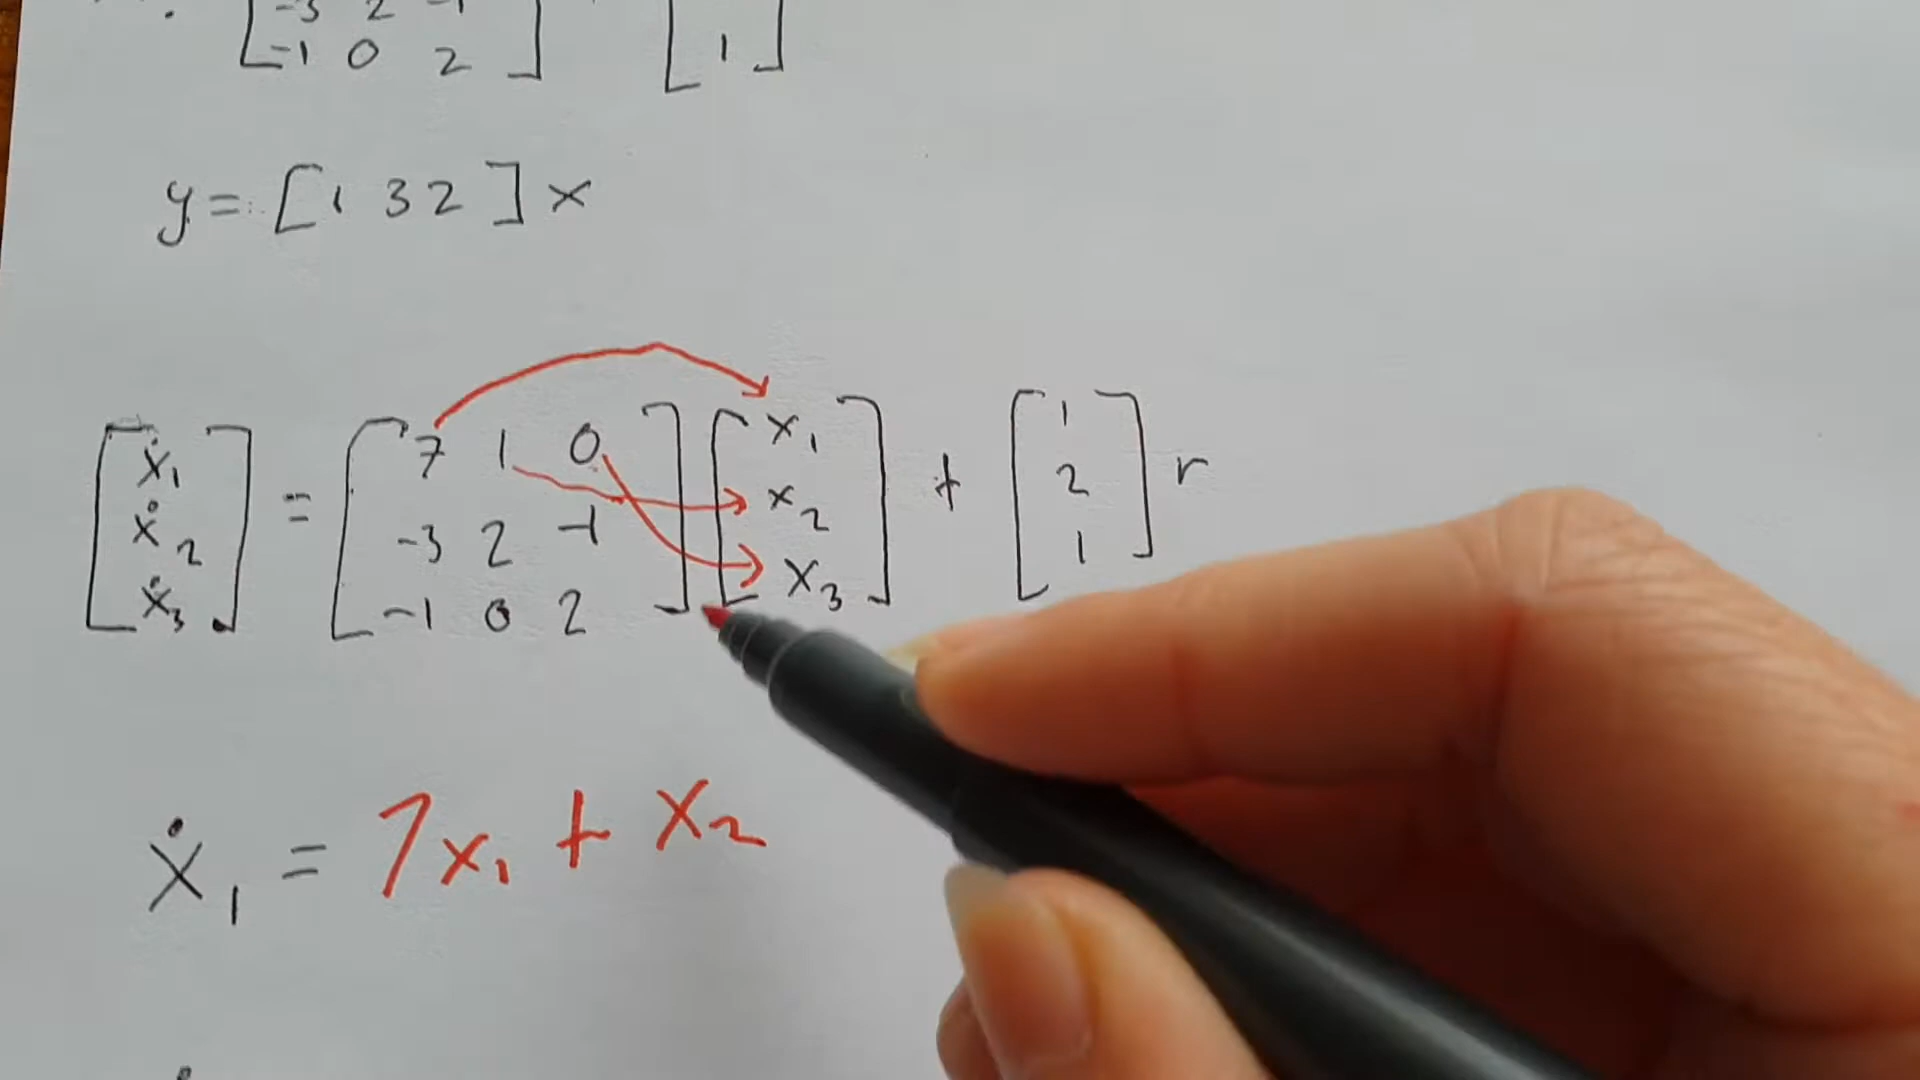 -3 2 -1
-1 0 2 1
y = [1 3 2] x
[ẋ1 = [7 1 0] [x1 + [1 r
ẋ2 -3 2 -1 x2 2
ẋ3] -1 0 2] x3] 1]
ẋ1 = 7x1 + x2